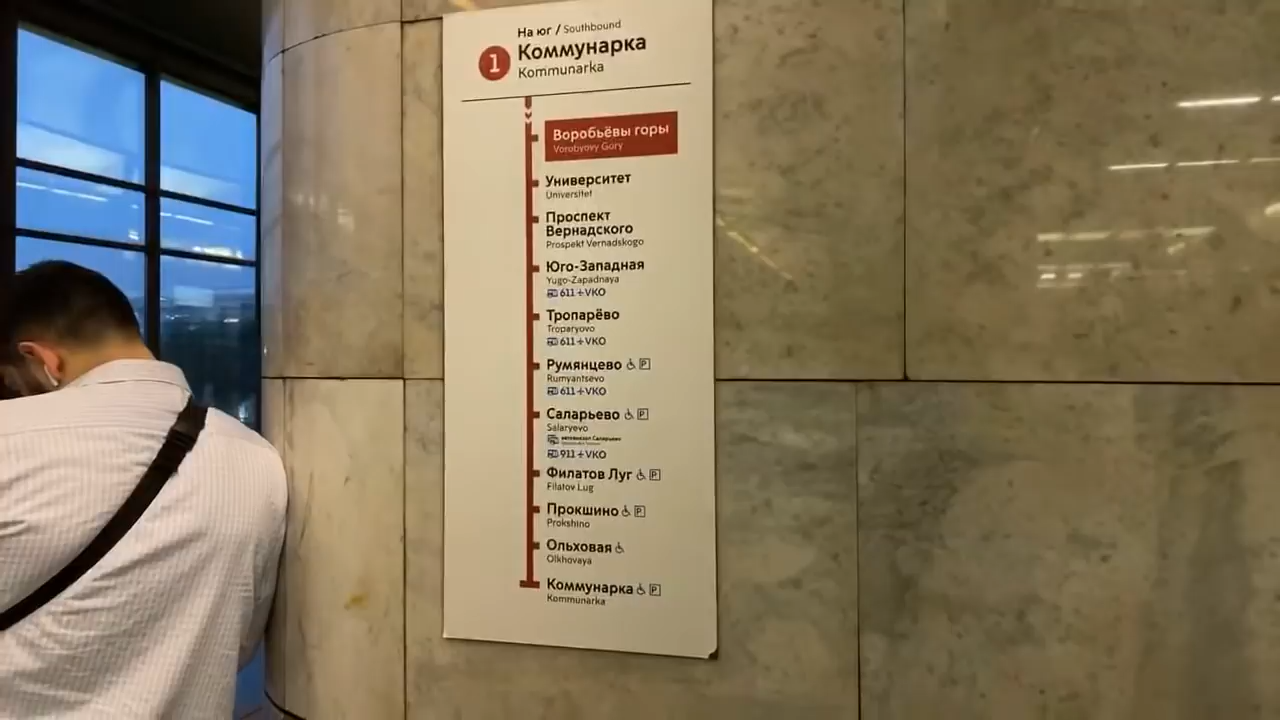 На юг / Southbound
1 Коммунарка
Kommunarka
Воробьёвы горы
Vorobyovy Gory
Университет
Universitet
Проспект
Вернадского
Prospekt Vernadskogo
Юго-Западная
Yugo-Zapadnaya
611 VKO
Тропарёво
Troparyovo
611 VKO
Румянцево P
Rumyantsevo
611 VKO
Саларьево P
Salaryevo
автовокзал Саларьево
911 VKO
Филатов Луг P
Filatov Lug
Прокшино P
Prokshino
Ольховая
Olkhovaya
Коммунарка P
Kommunarka